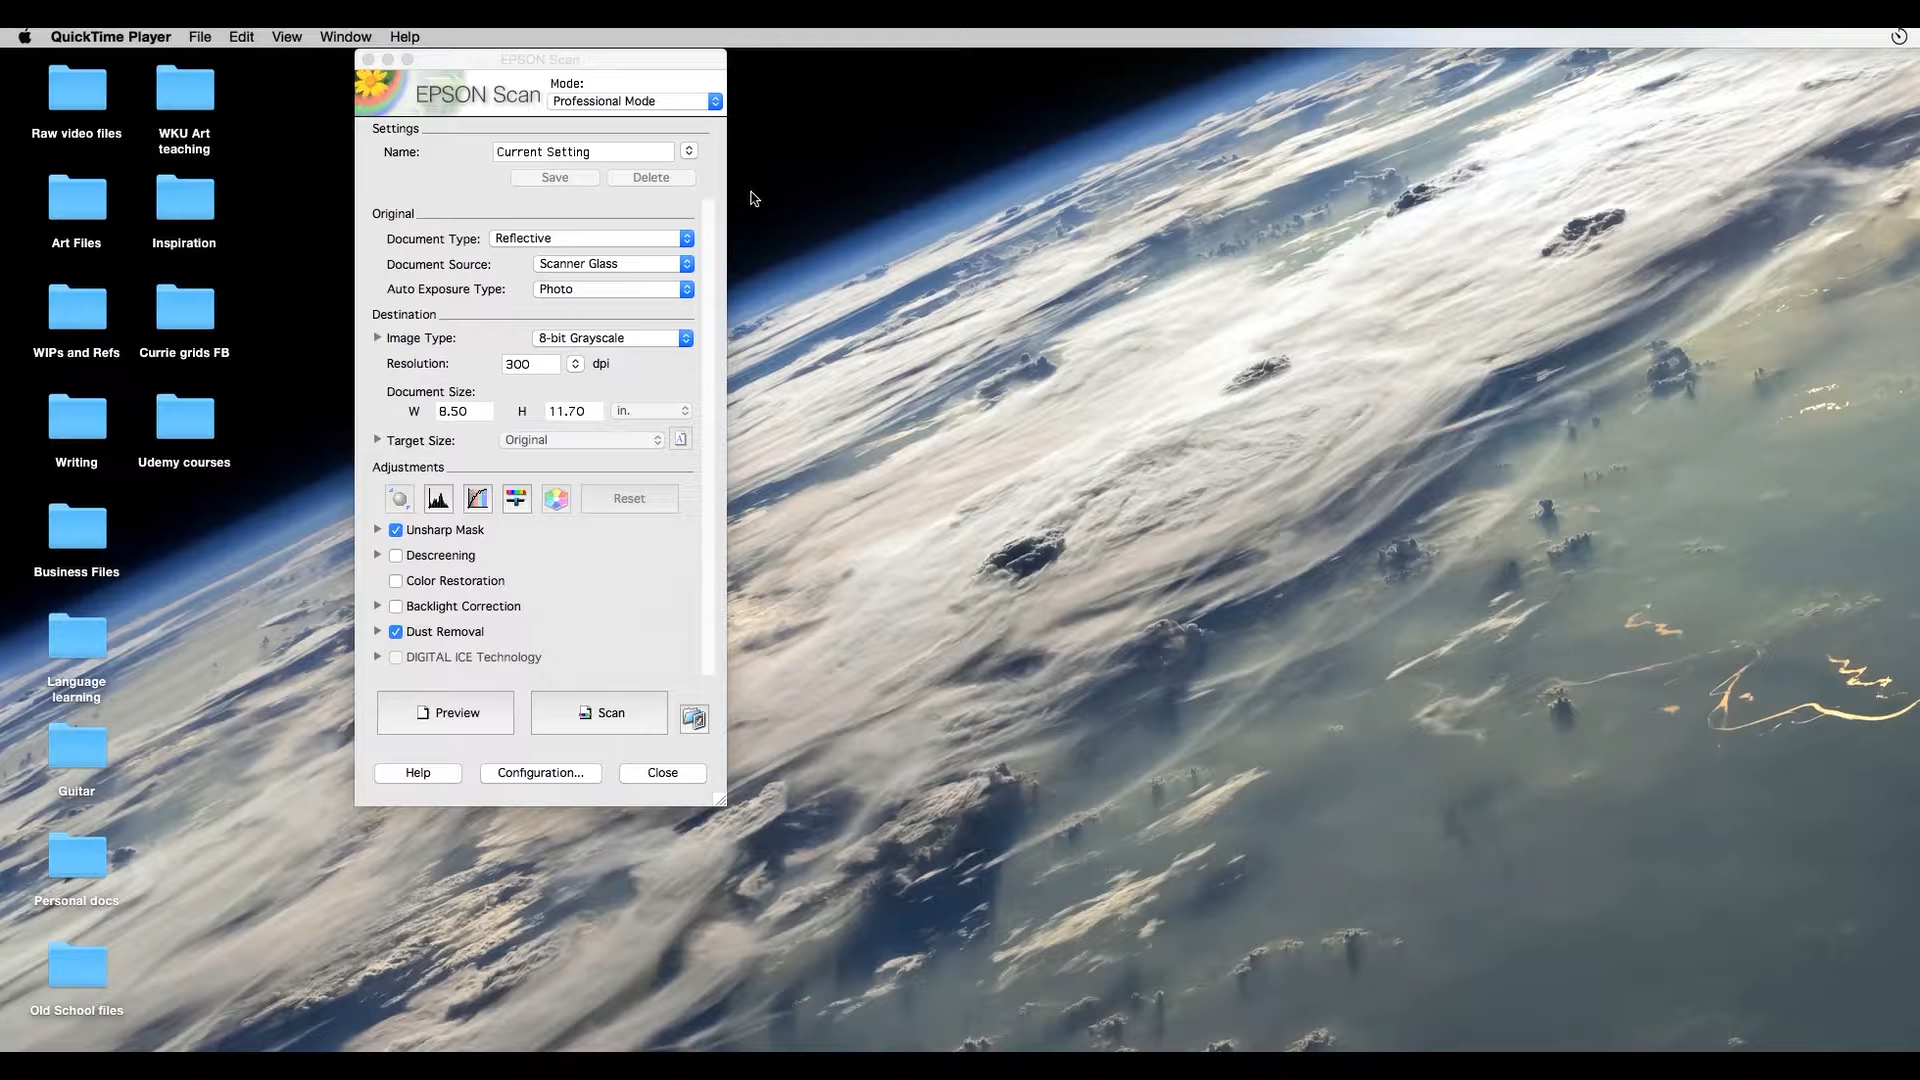 QuickTime Player File Edit View Window Help
EPSON Scan
EPSON Scan
Mode:
Professional Mode
Settings
Name: Current Setting
Save Delete
Original
Document Type: Reflective
Document Source: Scanner Glass
Auto Exposure Type: Photo
Destination
Image Type: 8-bit Grayscale
Resolution: 300 dpi
Document Size:
W 8.50 H 11.70 in.
Target Size: Original
Adjustments
Reset
Unsharp Mask
Descreening
Color Restoration
Backlight Correction
Dust Removal
DIGITAL ICE Technology
Preview Scan
Help Configuration... Close
Raw video files
WKU Art
teaching
Art Files
Inspiration
WIPs and Refs
Currie grids FB
Writing
Udemy courses
Business Files
Language
learning
Guitar
Personal docs
Old School files